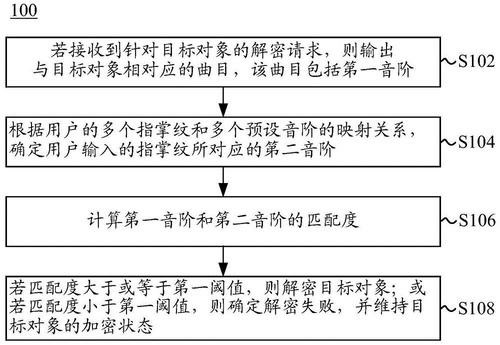 100
若接收到针对目标对象的解密请求，则输出
与目标对象相对应的曲目，该曲目包括第一音阶
S102
根据用户的多个指掌纹和多个预设音阶的映射关系，
确定用户输入的指掌纹所对应的第二音阶
S104
计算第一音阶和第二音阶的匹配度
S106
若匹配度大于或等于第一阈值，则解密目标对象；或
若匹配度小于第一阈值，则确定解密失败，并维持目
标对象的加密状态
S108